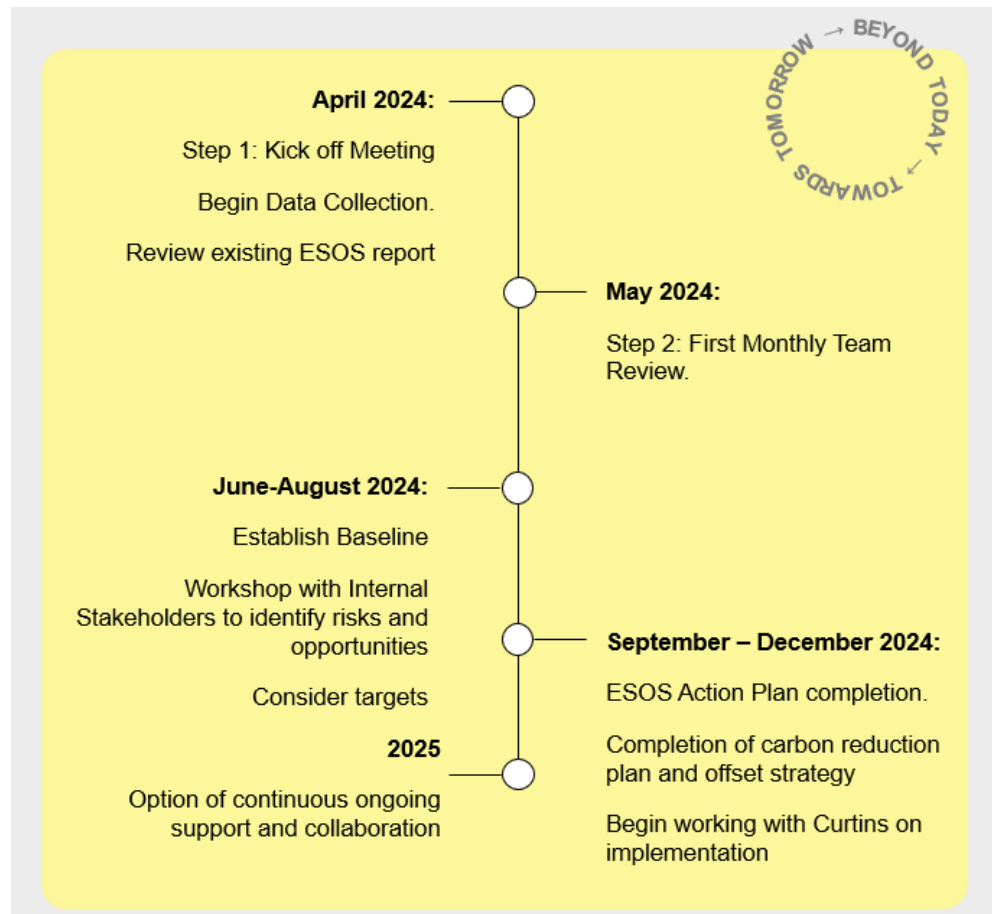 BEYOND TODAY → TOWARDS TOMORROW →
April 2024:
Step 1: Kick off Meeting
Begin Data Collection.
Review existing ESOS report
May 2024:
Step 2: First Monthly Team
Review.
June-August 2024:
Establish Baseline
Workshop with Internal
Stakeholders to identify risks and
opportunities
Consider targets
September – December 2024:
ESOS Action Plan completion.
Completion of carbon reduction
plan and offset strategy
Begin working with Curtins on
implementation
2025
Option of continuous ongoing
support and collaboration